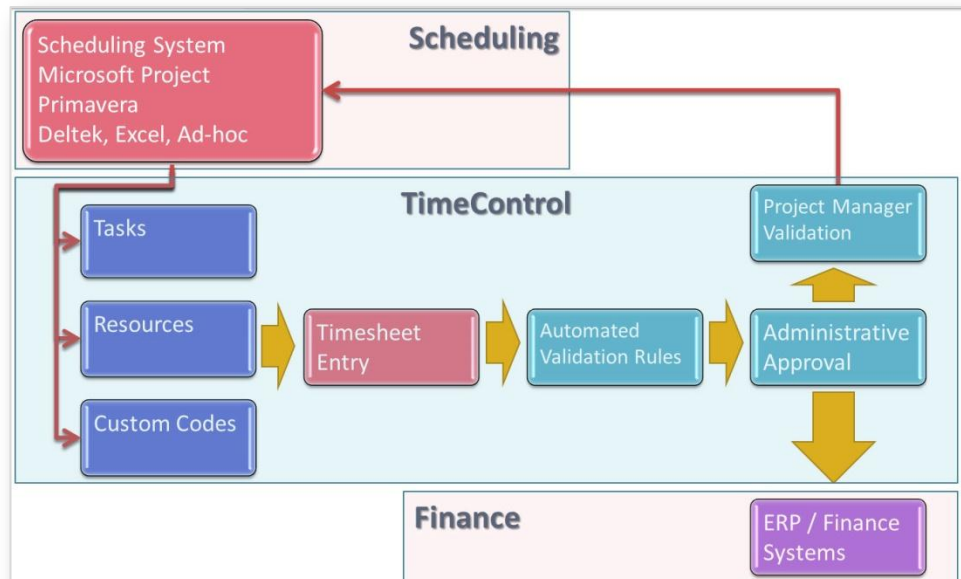 Scheduling
Scheduling System
Microsoft Project
Primavera
Deltek, Excel, Ad-hoc
TimeControl
Tasks
Resources
Custom Codes
Timesheet
Entry
Automated
Validation Rules
Project Manager
Validation
Administrative
Approval
Finance
ERP / Finance
Systems